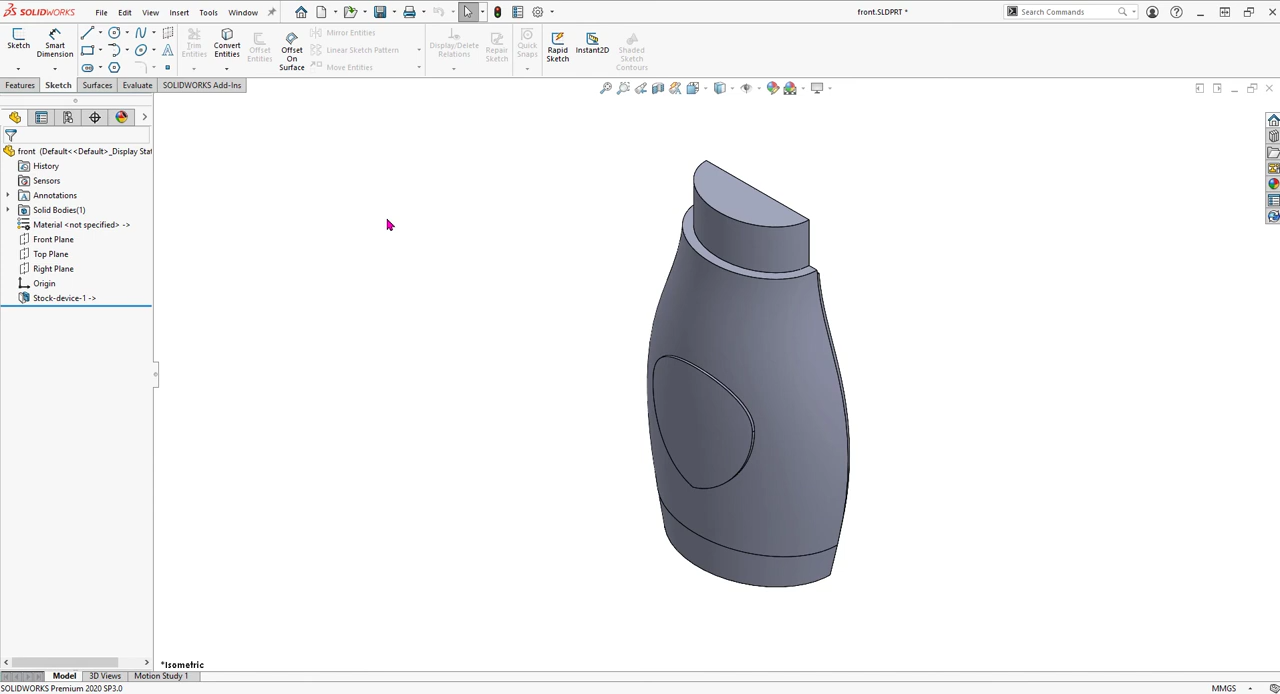 SOLIDWORKS File Edit View Insert Tools Window front.SLDPRT * Search Commands
Sketch Smart Dimension Trim Entities Convert Entities Offset Entities Offset On Surface Mirror Entities Linear Sketch Pattern Move Entities Display/Delete Relations Repair Sketch Quick Snaps Rapid Sketch Instant2D Shaded Sketch Contours
Features Sketch Surfaces Evaluate SOLIDWORKS Add-Ins
front (Default<<Default>_Display Stat
History
Sensors
Annotations
Solid Bodies(1)
Material <not specified> ->
Front Plane
Top Plane
Right Plane
Origin
Stock-device-1 ->
*Isometric
Model 3D Views Motion Study 1
SOLIDWORKS Premium 2020 SP3.0 MMGS